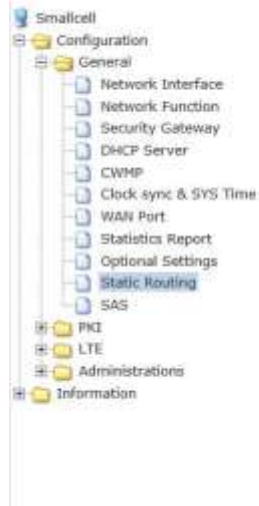 Smallcell
Configuration
General
Network Interface
Network Function
Security Gateway
DHCP Server
CWMP
Clock sync & SYS Time
WAN Port
Statistics Report
Optional Settings
Static Routing
SAS
PKI
LTE
Administrations
Information